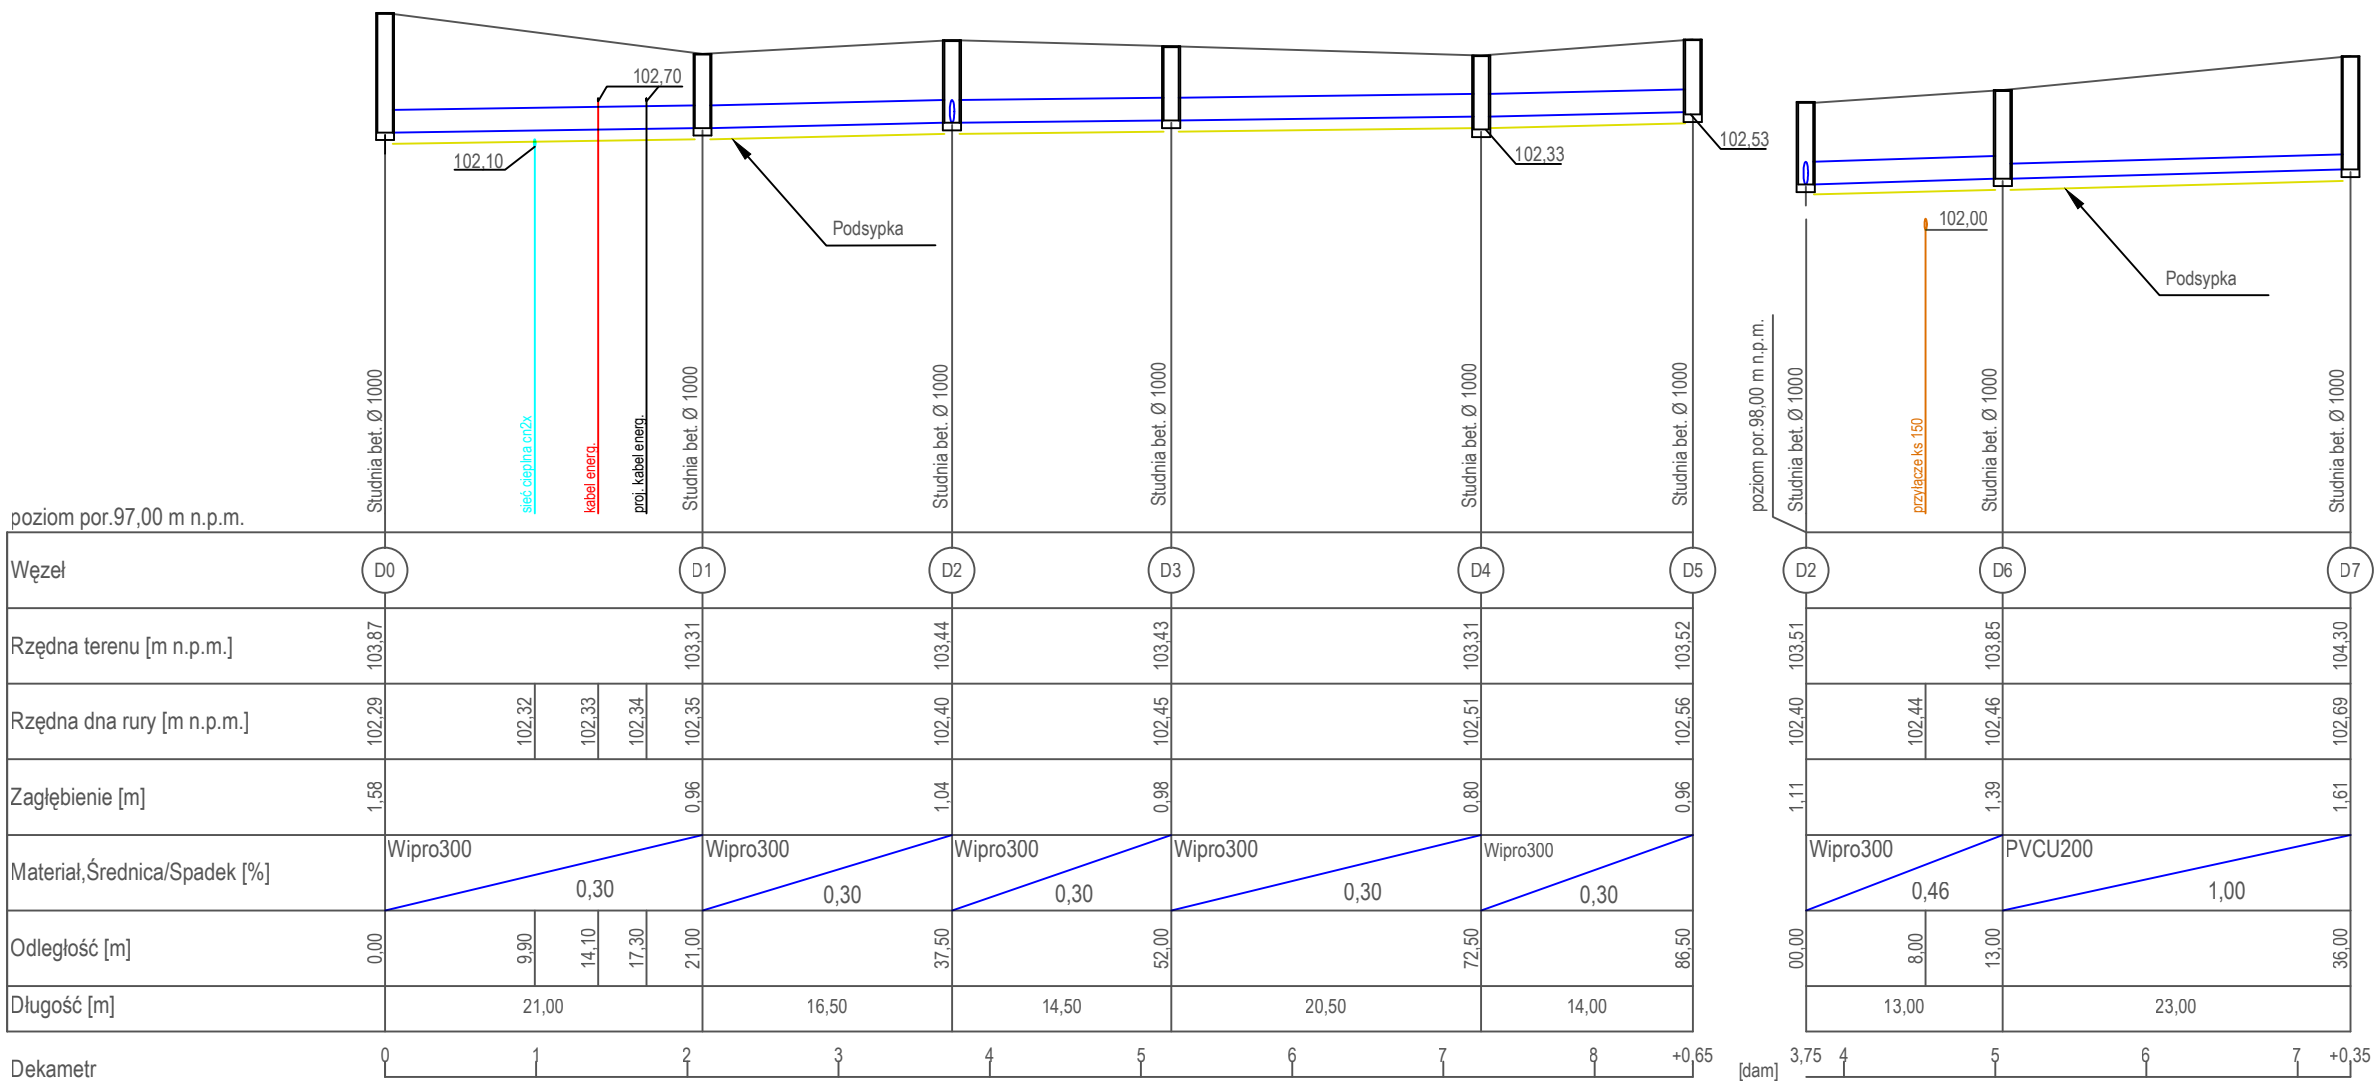 102,70
102,10
102,33
102,53
Podsypka
102,00
Podsypka
Studnia bet. Ø 1000
sieć cieplna cn2x
kabel energ.
proj. kabel energ.
Studnia bet. Ø 1000
Studnia bet. Ø 1000
Studnia bet. Ø 1000
Studnia bet. Ø 1000
Studnia bet. Ø 1000
poziom por.98,00 m n.p.m.
Studnia bet. Ø 1000
przyłącze ks 150
Studnia bet. Ø 1000
Studnia bet. Ø 1000
poziom por.97,00 m n.p.m.
Węzeł D0 D1 D2 D3 D4 D5 D2 D6 D7
Rzędna terenu [m n.p.m.] 103,87 103,31 103,44 103,43 103,31 103,52 103,51 103,85 104,30
Rzędna dna rury [m n.p.m.] 102,29 102,32 102,33 102,34 102,35 102,40 102,45 102,51 102,56 102,40 102,44 102,46 102,69
Zagłębienie [m] 1,58 0,96 1,04 0,98 0,80 0,96 1,11 1,39 1,61
Wipro300 Wipro300 Wipro300 Wipro300 Wipro300 Wipro300 PVCU200
Materiał,Średnica/Spadek [%]
0,30 0,30 0,30 0,30 0,30 0,46 1,00
Odległość [m] 0,00 9,90 14,10 17,30 21,00 37,50 52,00 72,50 86,50 00,00 8,00 13,00 36,00
Długość [m] 21,00 16,50 14,50 20,50 14,00 13,00 23,00
Dekametr 0 1 2 3 4 5 6 7 8 +0,65 [dam] 3,75 4 5 6 7 +0,35